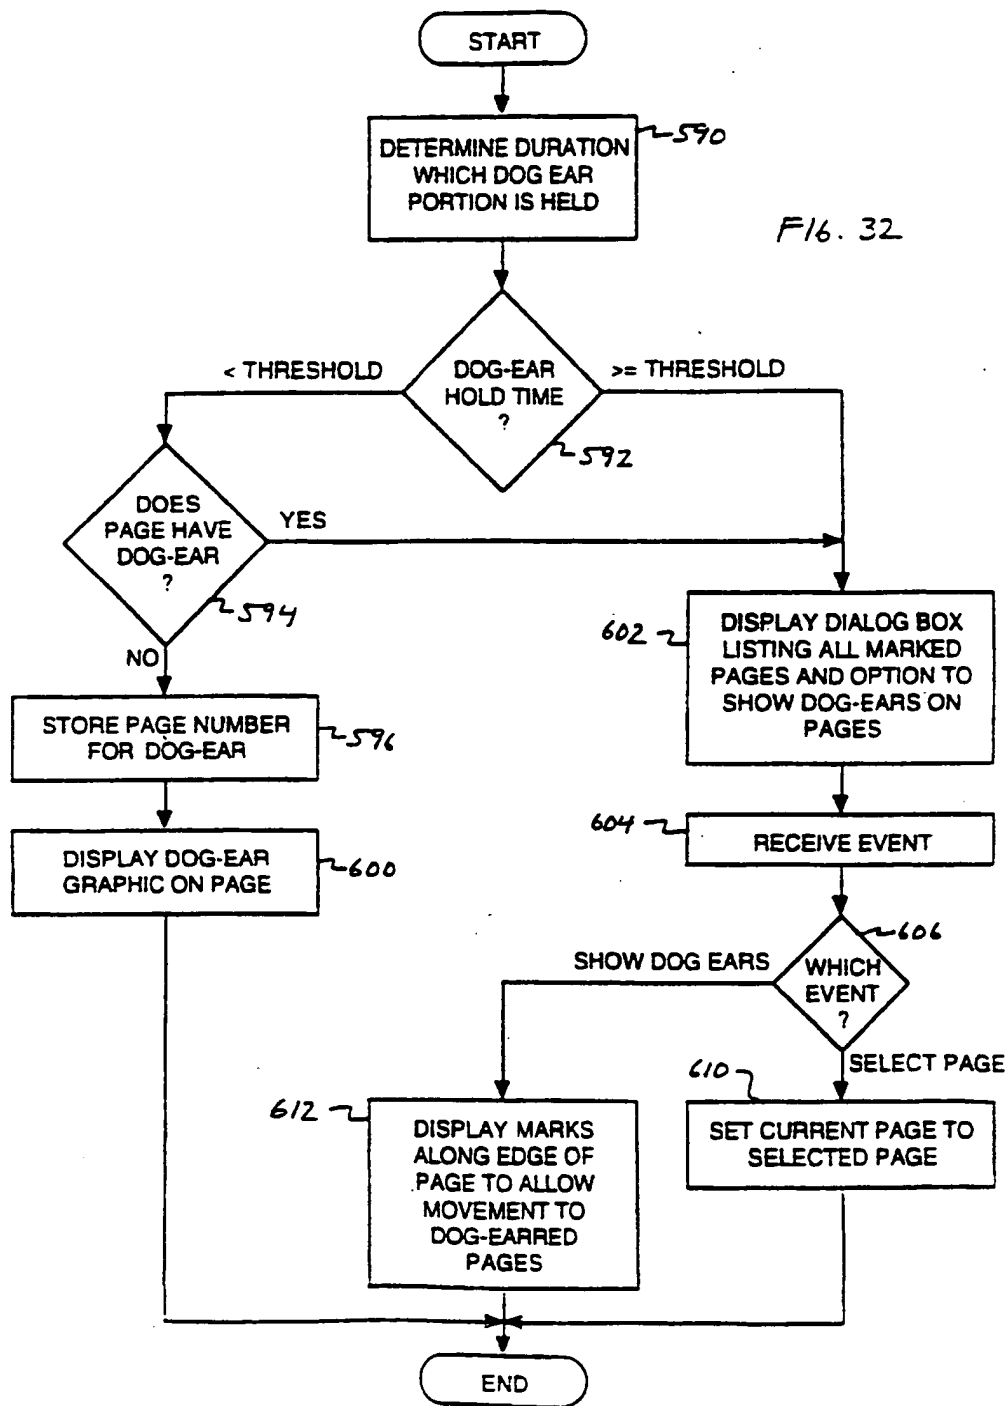 START
DETERMINE DURATION
WHICH DOG EAR
PORTION IS HELD
590
FIG. 32
< THRESHOLD
DOG-EAR
HOLD TIME
?
>= THRESHOLD
592
DOES
PAGE HAVE
DOG-EAR
?
YES
594
NO
STORE PAGE NUMBER
FOR DOG-EAR
596
DISPLAY DOG-EAR
GRAPHIC ON PAGE
600
602
DISPLAY DIALOG BOX
LISTING ALL MARKED
PAGES AND OPTION TO
SHOW DOG-EARS ON
PAGES
604
RECEIVE EVENT
606
SHOW DOG EARS
WHICH
EVENT
?
SELECT PAGE
610
SET CURRENT PAGE TO
SELECTED PAGE
612
DISPLAY MARKS
ALONG EDGE OF
PAGE TO ALLOW
MOVEMENT TO
DOG-EARRED
PAGES
END